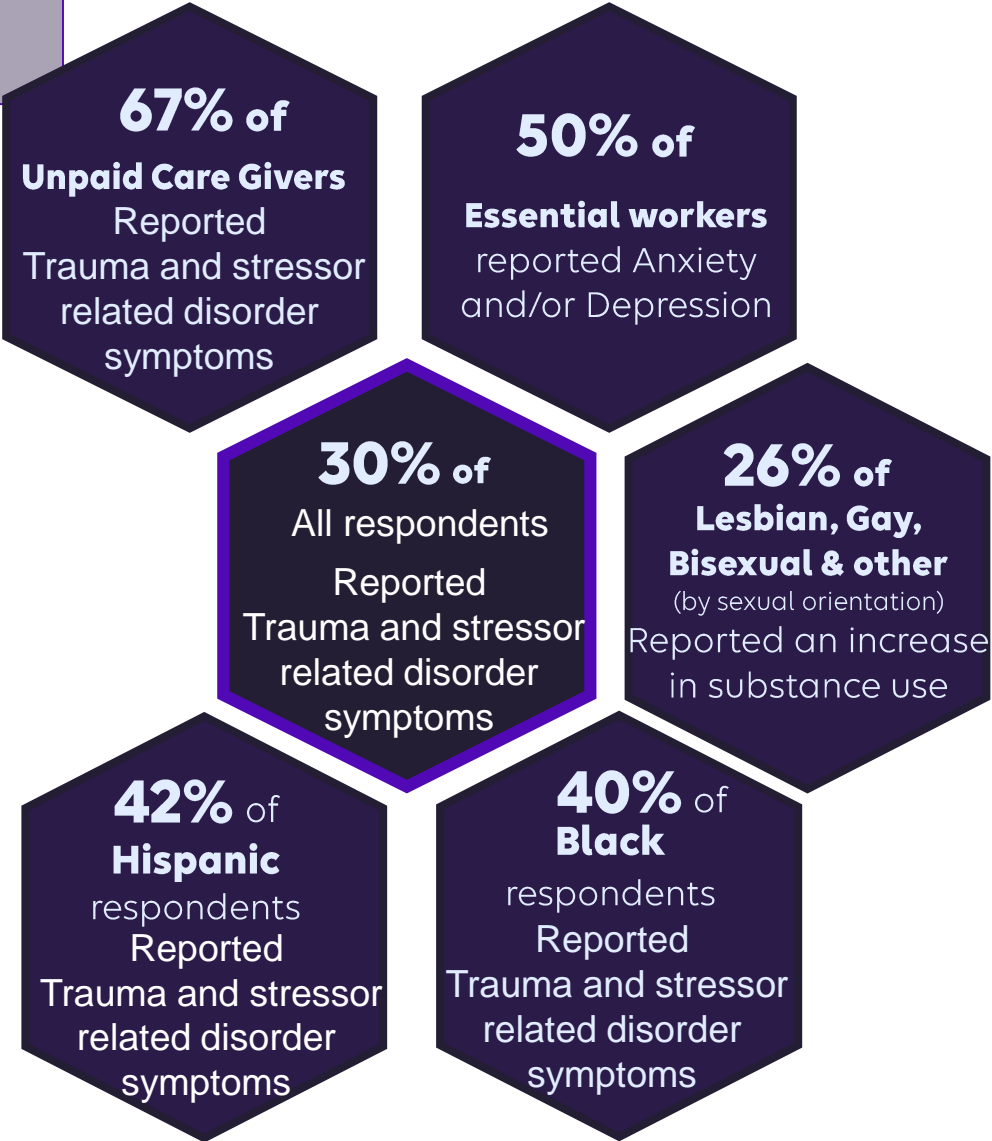 67% of
Unpaid Care Givers
Reported
Trauma and stressor
related disorder
symptoms
50% of
Essential workers
reported Anxiety
and/or Depression
30% of
All respondents
Reported
Trauma and stressor
related disorder
symptoms
26% of
Lesbian, Gay,
Bisexual & other
(by sexual orientation)
Reported an increase
in substance use
42% of
Hispanic
respondents
Reported
Trauma and stressor
related disorder
symptoms
40% of
Black
respondents
Reported
Trauma and stressor
related disorder
symptoms